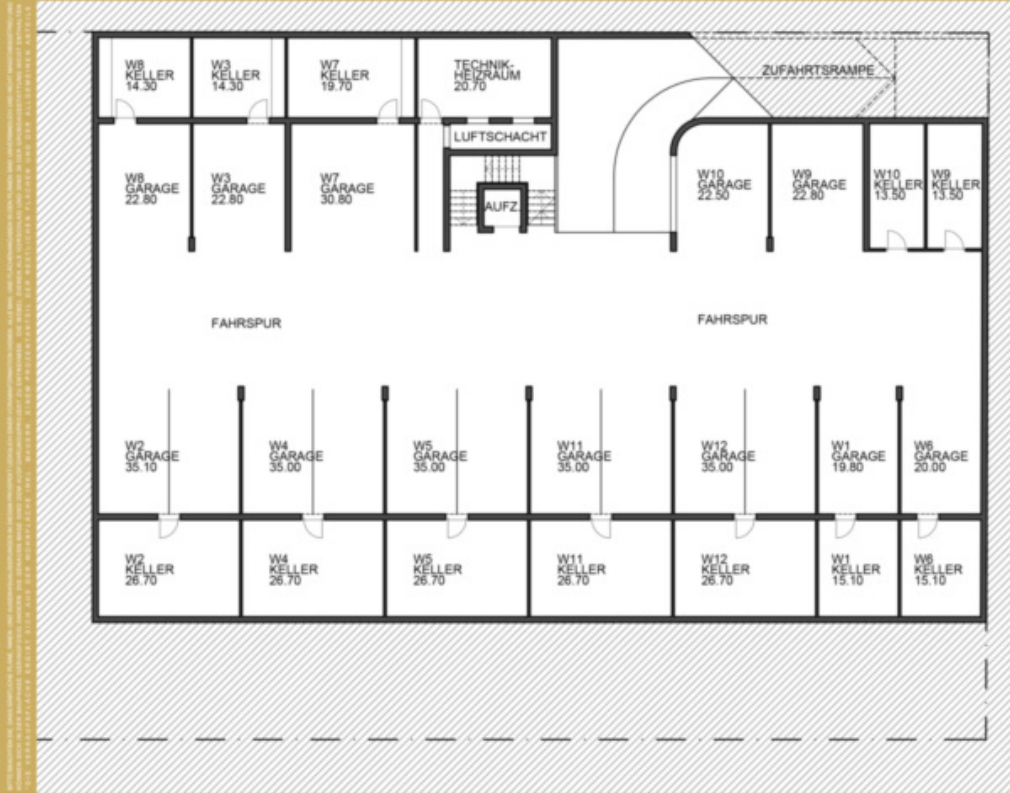 W8
KELLER
14.30
W3
KELLER
14.30
W7
KELLER
19.70
TECHNIK-
HEIZRAUM
20.70
ZUFAHRTSRAMPE
LUFTSCHACHT
W8
GARAGE
22.80
W3
GARAGE
22.80
W7
GARAGE
30.80
AUFZ.
W10
GARAGE
22.50
W9
GARAGE
22.80
W10
KELLER
13.50
W9
KELLER
13.50
FAHRSPUR
FAHRSPUR
W2
GARAGE
35.10
W4
GARAGE
35.00
W5
GARAGE
35.00
W11
GARAGE
35.00
W12
GARAGE
35.00
W1
GARAGE
19.80
W6
GARAGE
20.00
W2
KELLER
26.70
W4
KELLER
26.70
W5
KELLER
26.70
W11
KELLER
26.70
W12
KELLER
26.70
W1
KELLER
15.10
W6
KELLER
15.10